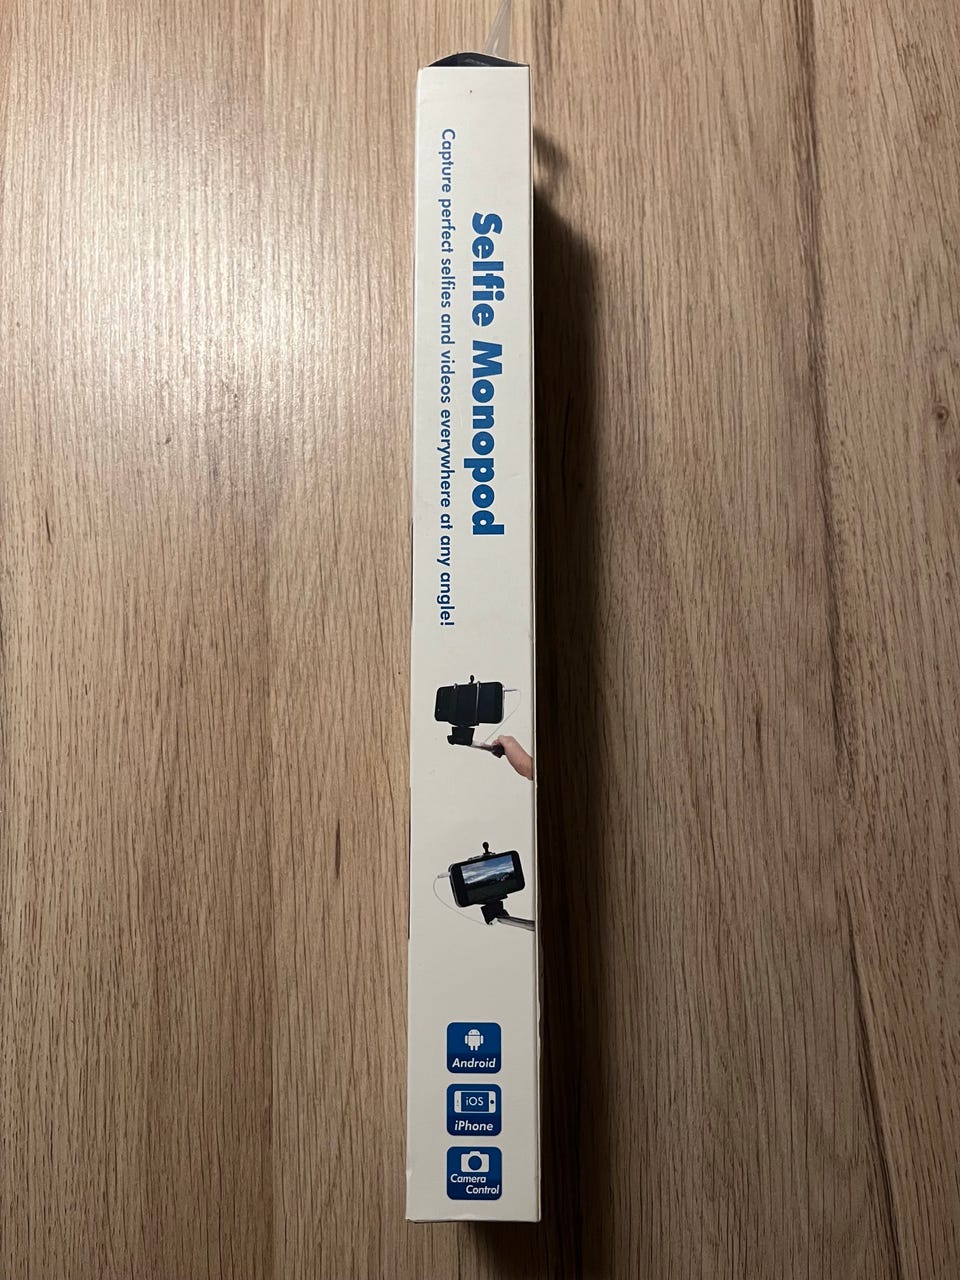 Selfie Monopod
Capture perfect selfies and videos everywhere at any angle!
Android
iOS
iPhone
Camera
Control